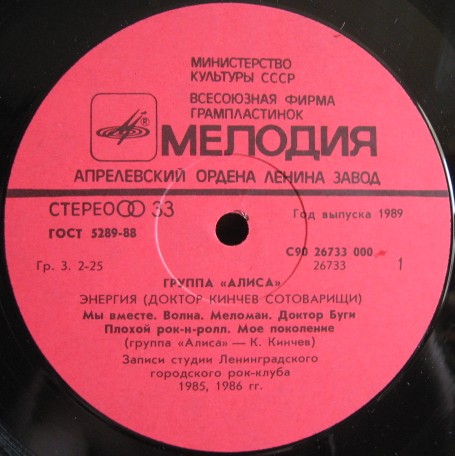 МИНИСТЕРСТВО
КУЛЬТУРЫ СССР
ВСЕСОЮЗНАЯ ФИРМА
ГРАМПЛАСТИНОК
®
МЕЛОДИЯ
АПРЕЛЕВСКИЙ ОРДЕНА ЛЕНИНА ЗАВОД
СТЕРЕО 33 Год выпуска 1989
ГОСТ 5289-88 С90 26733 000
Гр. 3. 2-25 26733 1
ГРУППА «АЛИСА»
ЭНЕРГИЯ (ДОКТОР КИНЧЕВ СОТОВАРИЩИ)
Мы вместе. Волна. Меломан. Доктор Буги
Плохой рок-н-ролл. Мое поколение
(группа «Алиса» — К. Кинчев)
Записи студии Ленинградского
городского рок-клуба
1985, 1986 гг.